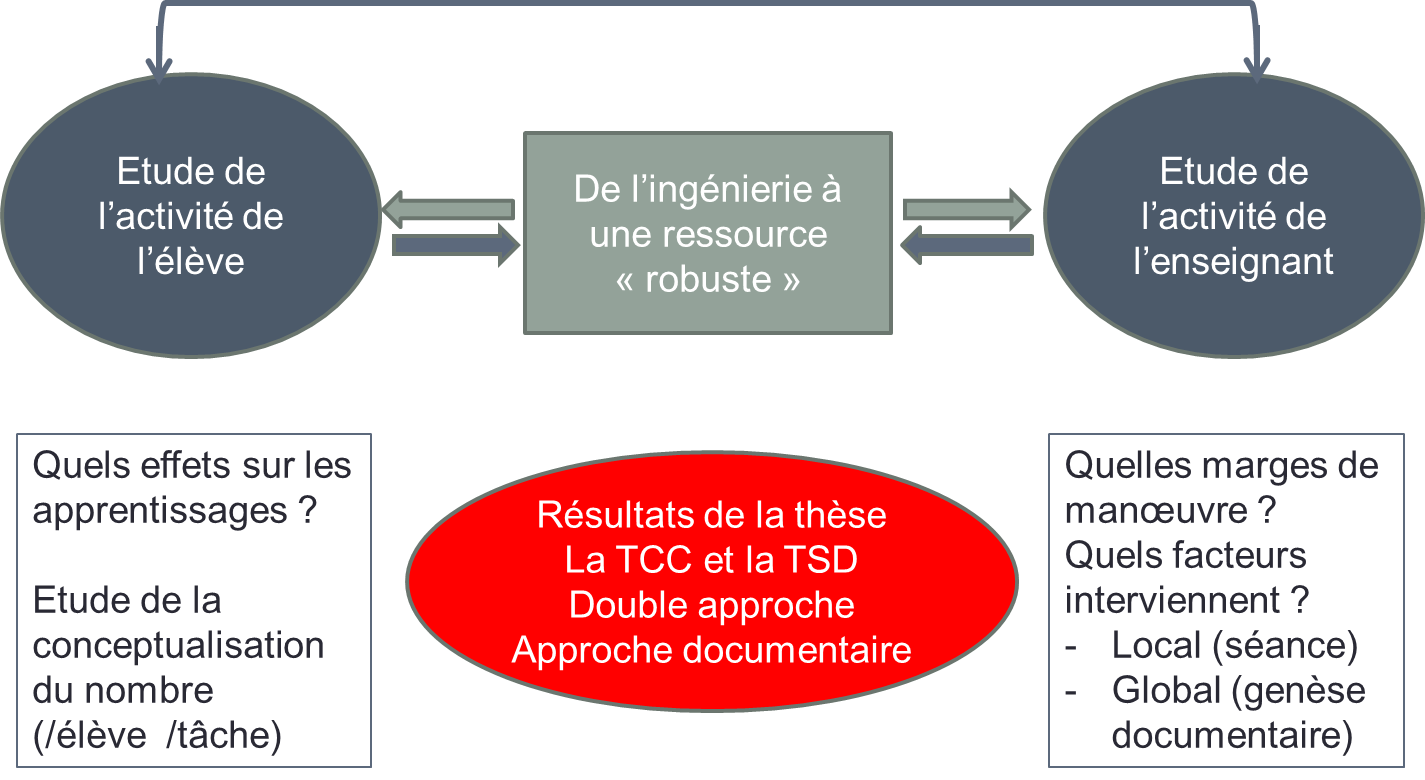 Etude de
l’activité de
l’élève
De l’ingénierie à
une ressource
« robuste »
Etude de
l’activité de
l’enseignant
Quels effets sur les
apprentissages ?
Etude de la
conceptualisation
du nombre
(/élève /tâche)
Résultats de la thèse
La TCC et la TSD
Double approche
Approche documentaire
Quelles marges de
manœuvre ?
Quels facteurs
interviennent ?
- Local (séance)
- Global (genèse
documentaire)